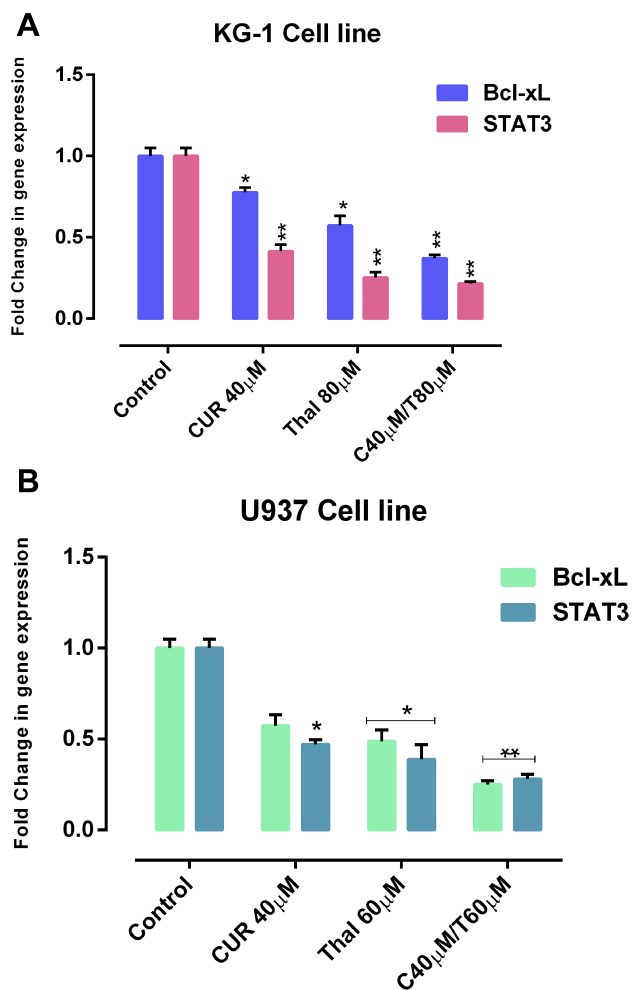 A
KG-1 Cell line
Fold Change in gene expression
1.5
1.0
0.5
0.0
Bcl-xL
STAT3
*
**
*
**
**
**
Control
CUR 40μM
Thal 80μM
C40μM/T80μM
B
U937 Cell line
Fold Change in gene expression
1.5
1.0
0.5
0.0
Bcl-xL
STAT3
*
*
**
Control
CUR 40μM
Thal 60μM
C40μM/T60μM